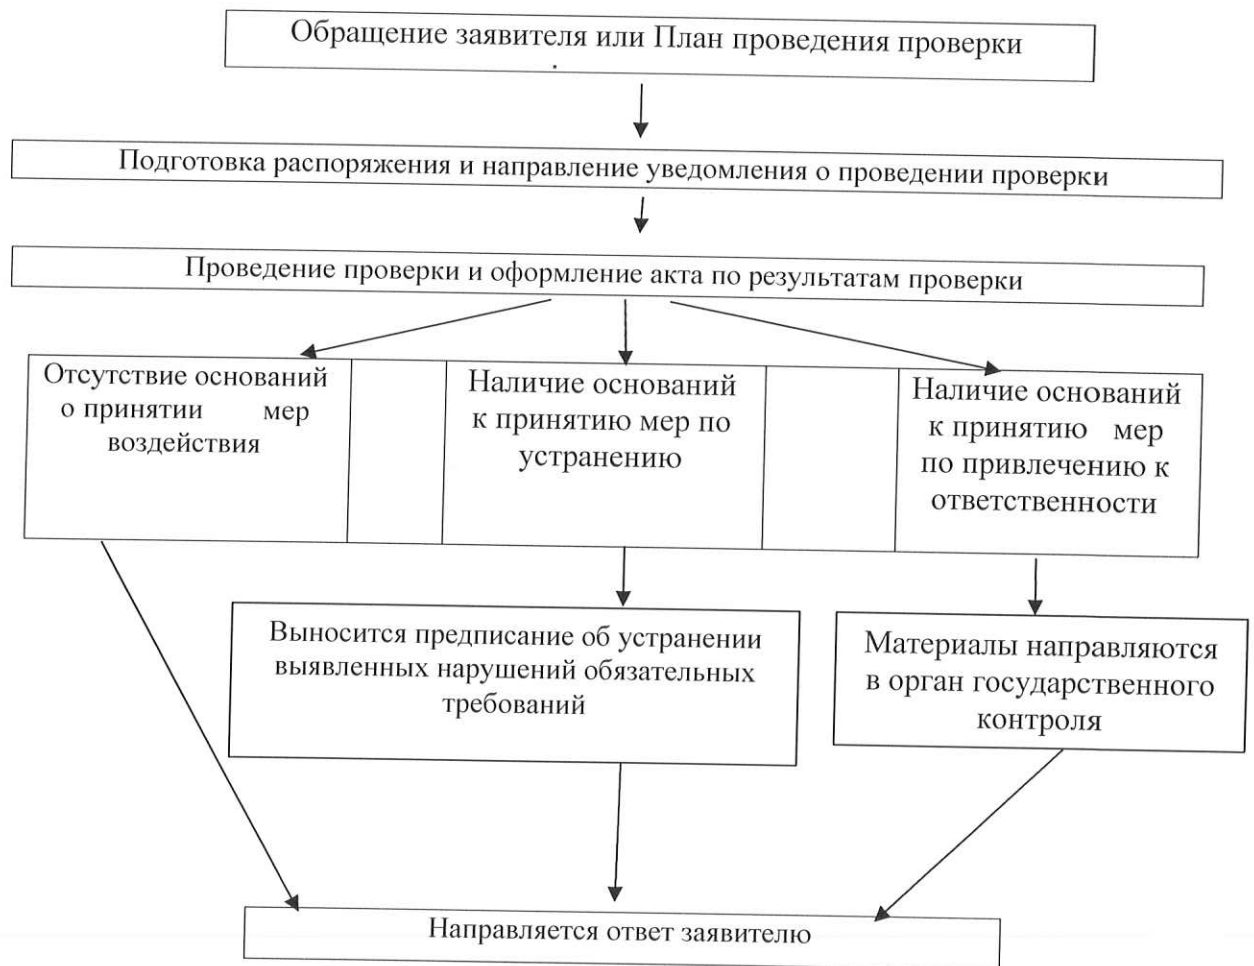 Обращение заявителя или План проведения проверки
Подготовка распоряжения и направление уведомления о проведении проверки
Проведение проверки и оформление акта по результатам проверки
Отсутствие оснований
о принятии мер
воздействия
Наличие оснований
к принятию мер по
устранению
Наличие оснований
к принятию мер
по привлечению к
ответственности
Выносится предписание об устранении
выявленных нарушений обязательных
требований
Материалы направляются
в орган государственного
контроля
Направляется ответ заявителю